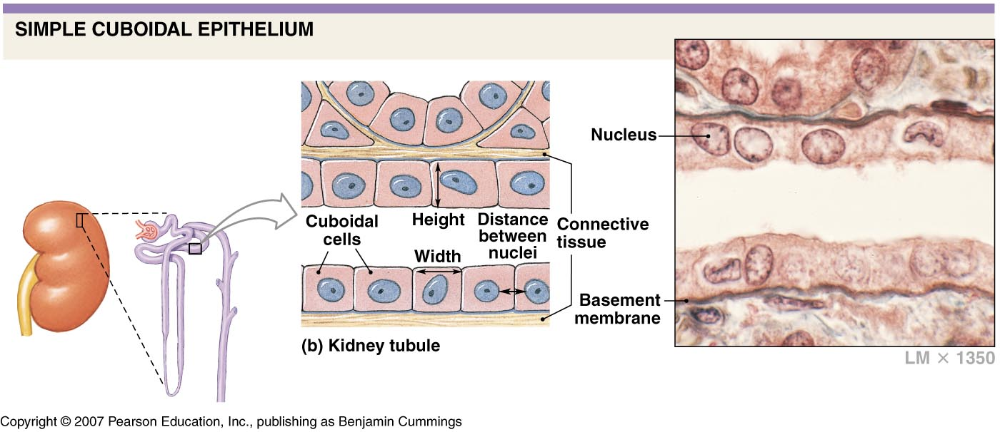 SIMPLE CUBOIDAL EPITHELIUM
Nucleus
Cuboidal
cells
Height
Distance
between
nuclei
Width
Connective
tissue
Basement
membrane
(b) Kidney tubule
LM × 1350
Copyright © 2007 Pearson Education, Inc., publishing as Benjamin Cummings